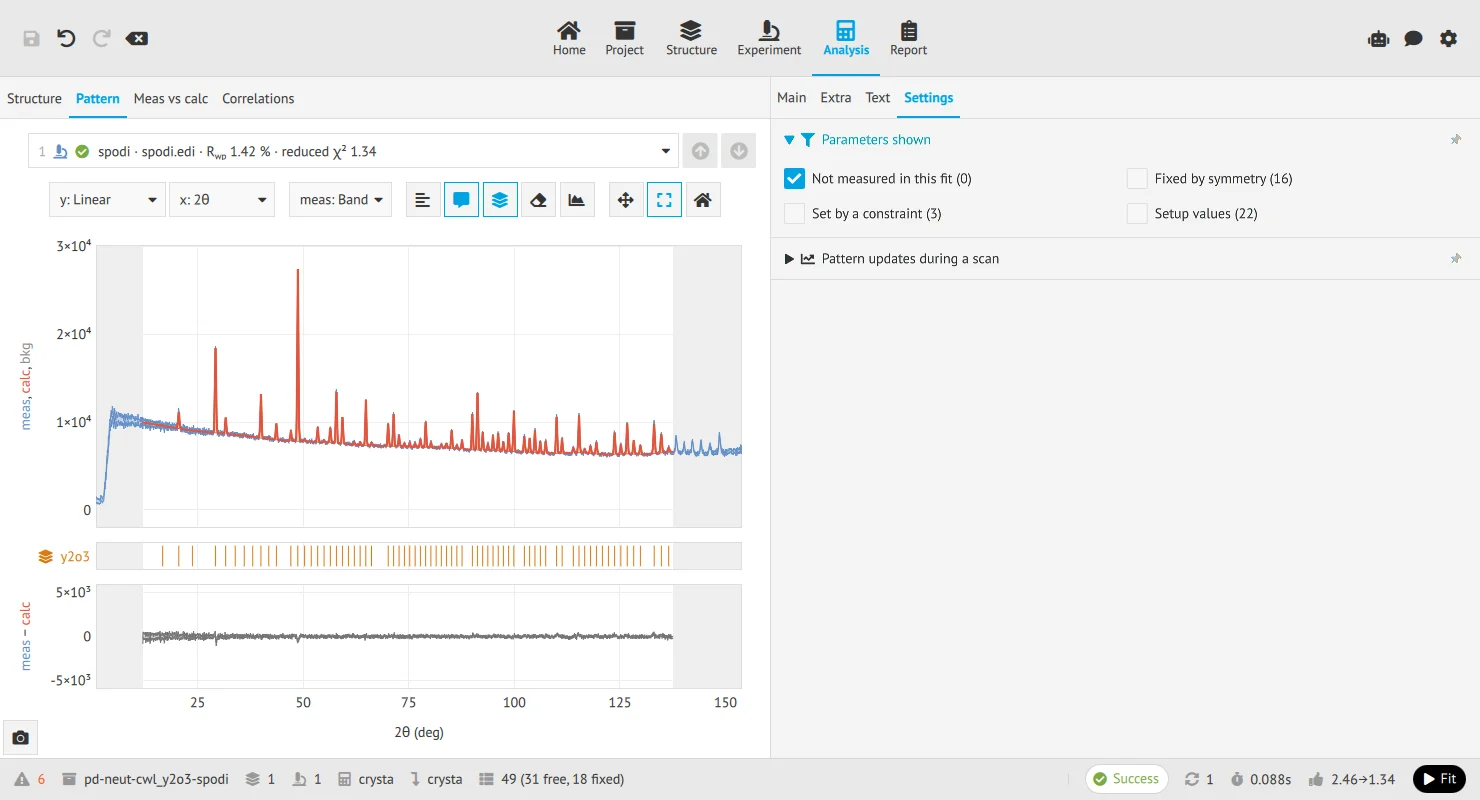 Home
Project
Structure
Experiment
Analysis
Report
Structure
Pattern
Meas vs calc
Correlations
Main
Extra
Text
Settings
1 spodi · spodi.edi · Rwp 1.42 % · reduced χ² 1.34
y: Linear
x: 2θ
meas: Band
Parameters shown
Not measured in this fit (0)
Fixed by symmetry (16)
Set by a constraint (3)
Setup values (22)
Pattern updates during a scan
3×10⁴
2×10⁴
1×10⁴
0
meas, calc, bkg
y2o3
5×10³
0
-5×10³
meas − calc
25 50 75 100 125 150
2θ (deg)
6
pd-neut-cwl_y2o3-spodi
1
1
crysta
crysta
49 (31 free, 18 fixed)
Success
1
0.088s
2.46→1.34
Fit